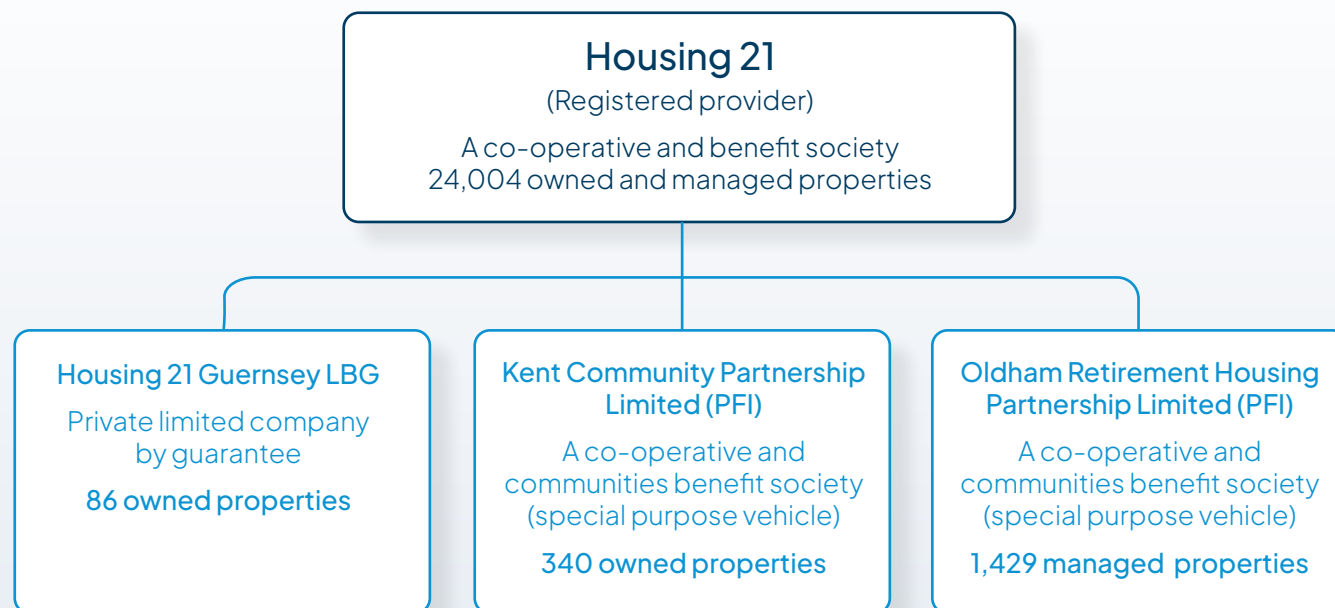 Housing 21
(Registered provider)
A co-operative and benefit society
24,004 owned and managed properties
Housing 21 Guernsey LBG
Private limited company
by guarantee
86 owned properties
Kent Community Partnership
Limited (PFI)
A co-operative and
communities benefit society
(special purpose vehicle)
340 owned properties
Oldham Retirement Housing
Partnership Limited (PFI)
A co-operative and
communities benefit society
(special purpose vehicle)
1,429 managed properties